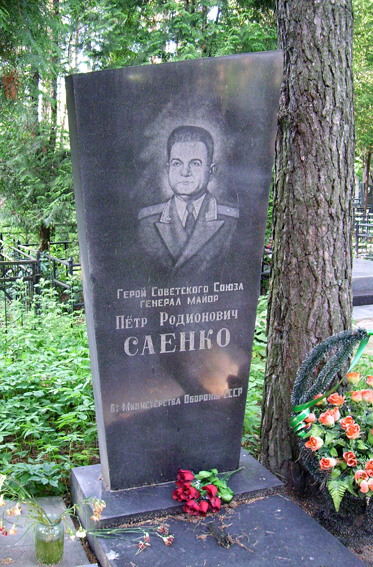 Герой Советского Союза
генерал майор
Пётр Родионович
САЕНКО
От Министерства Обороны СССР